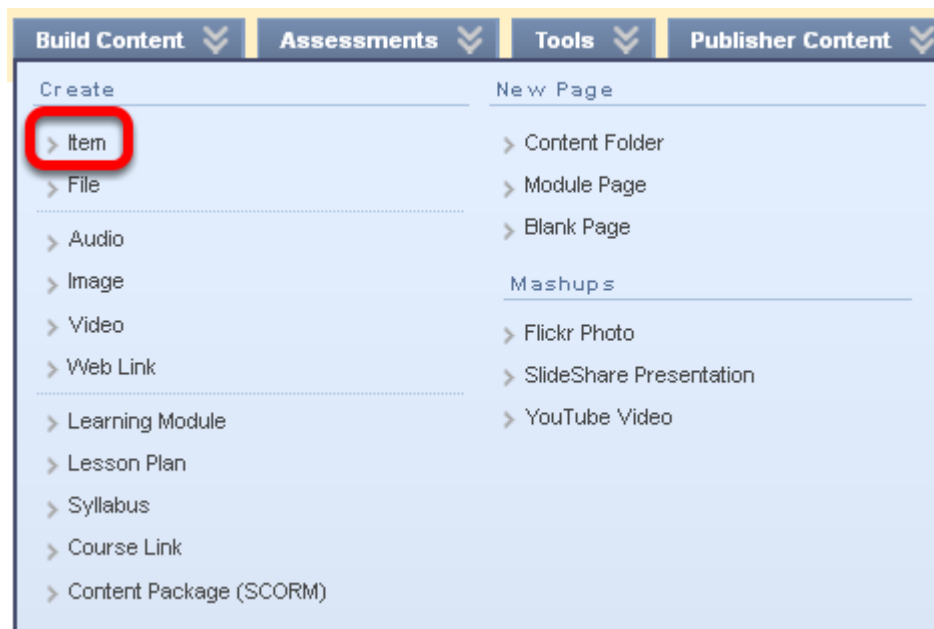 Build Content Assessments Tools Publisher Content
Create
Item
File
Audio
Image
Video
Web Link
Learning Module
Lesson Plan
Syllabus
Course Link
Content Package (SCORM)
New Page
Content Folder
Module Page
Blank Page
Mashups
Flickr Photo
SlideShare Presentation
YouTube Video